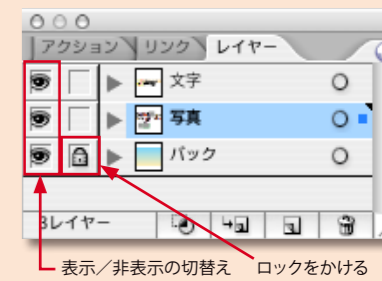 アクション リンク レイヤー
文字
写真
バック
3レイヤー
表示／非表示の切替え ロックをかける